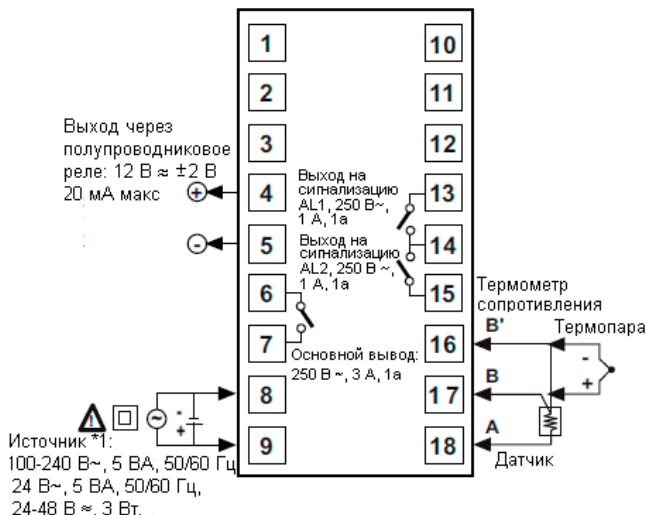 1
10
2
11
3
12
Выход через
полупроводниковое
реле: 12 В ≈ ±2 В
20 мА макс
+
-
4
5
6
7
8
9
Выход на
сигнализацию
AL1, 250 В~,
1 А, 1а
Выход на
сигнализацию
AL2, 250 В ~,
1 А, 1а
Основной вывод:
250 В ~, 3 А, 1а
13
14
15
16
17
18
Термометр
сопротивления
Термопара
B'
B
A
-
+
Датчик
-
+
Источник *1:
100-240 В~, 5 ВА, 50/60 Гц
24 В~, 5 ВА, 50/60 Гц,
24-48 В ≂, 3 Вт.